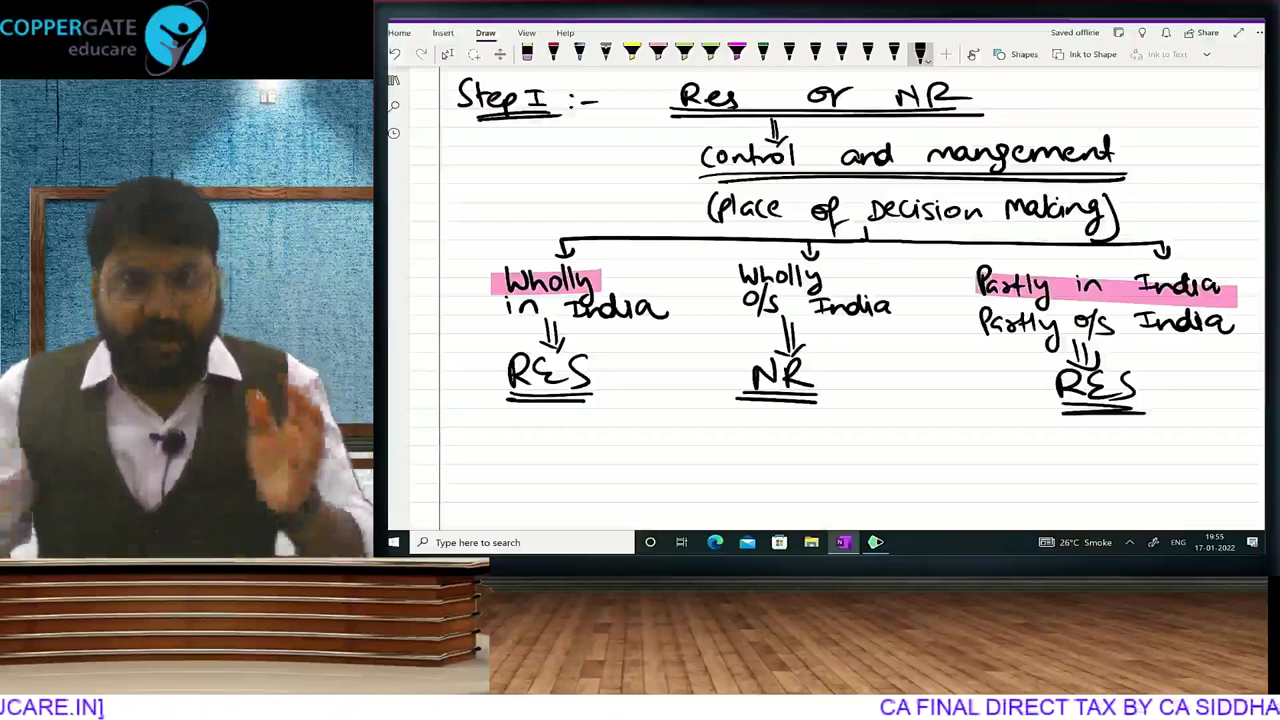 COPPERGATE
educare
Home Insert Draw View Help
Saved offline
Share
Shapes
Ink to Shape
Ink to Text
Step I :- Res or NR
control and mangement
(Place of Decision Making)
Wholly
in India
RES
Wholly
o/s India
NR
Partly in India
Partly o/s India
RES
Type here to search
26°C Smoke
ENG
19:55
17-01-2022
UCARE.IN]
CA FINAL DIRECT TAX BY CA SIDDHA